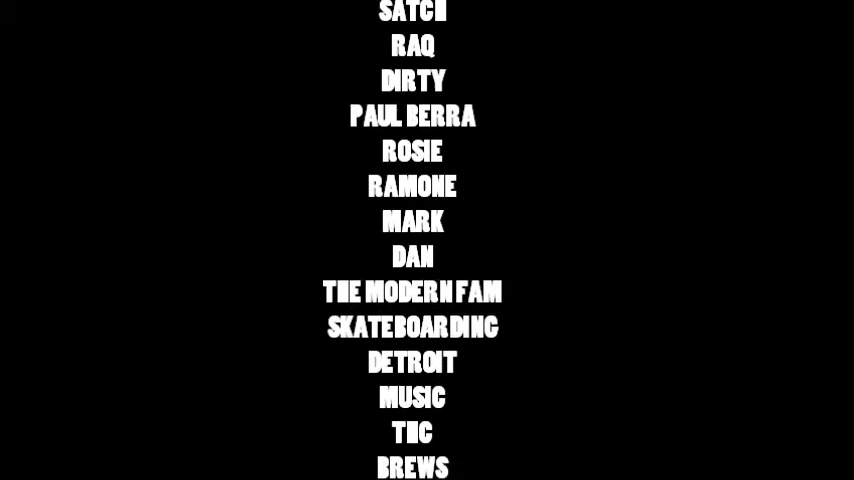 SATCH
RAQ
DIRTY
PAUL BERRA
ROSIE
RAMONE
MARK
DAN
THE MODERN FAM
SKATEBOARDING
DETROIT
MUSIC
THC
BREWS